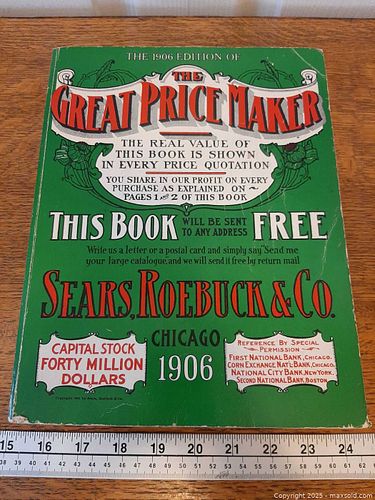 THE 1906 EDITION OF
THE
GREAT PRICE MAKER
THE REAL VALUE OF
THIS BOOK IS SHOWN
IN EVERY PRICE QUOTATION
YOU SHARE IN OUR PROFIT ON EVERY
PURCHASE AS EXPLAINED ON
PAGES 1 AND 2 OF THIS BOOK
THIS BOOK WILL BE SENT TO ANY ADDRESS FREE
Write us a letter or a postal card and simply say "Send me
your large catalogue", and we will send it free by return mail
SEARS, ROEBUCK & CO.
CHICAGO
1906
CAPITAL STOCK
FORTY MILLION
DOLLARS
REFERENCE BY SPECIAL
PERMISSION
FIRST NATIONAL BANK, CHICAGO.
CORN EXCHANGE NAT'L BANK, CHICAGO.
NATIONAL CITY BANK, NEW YORK.
SECOND NATIONAL BANK, BOSTON.
15 16 17 18 19 20 21 22 23 24
Copyright 2025 - maxsold.com